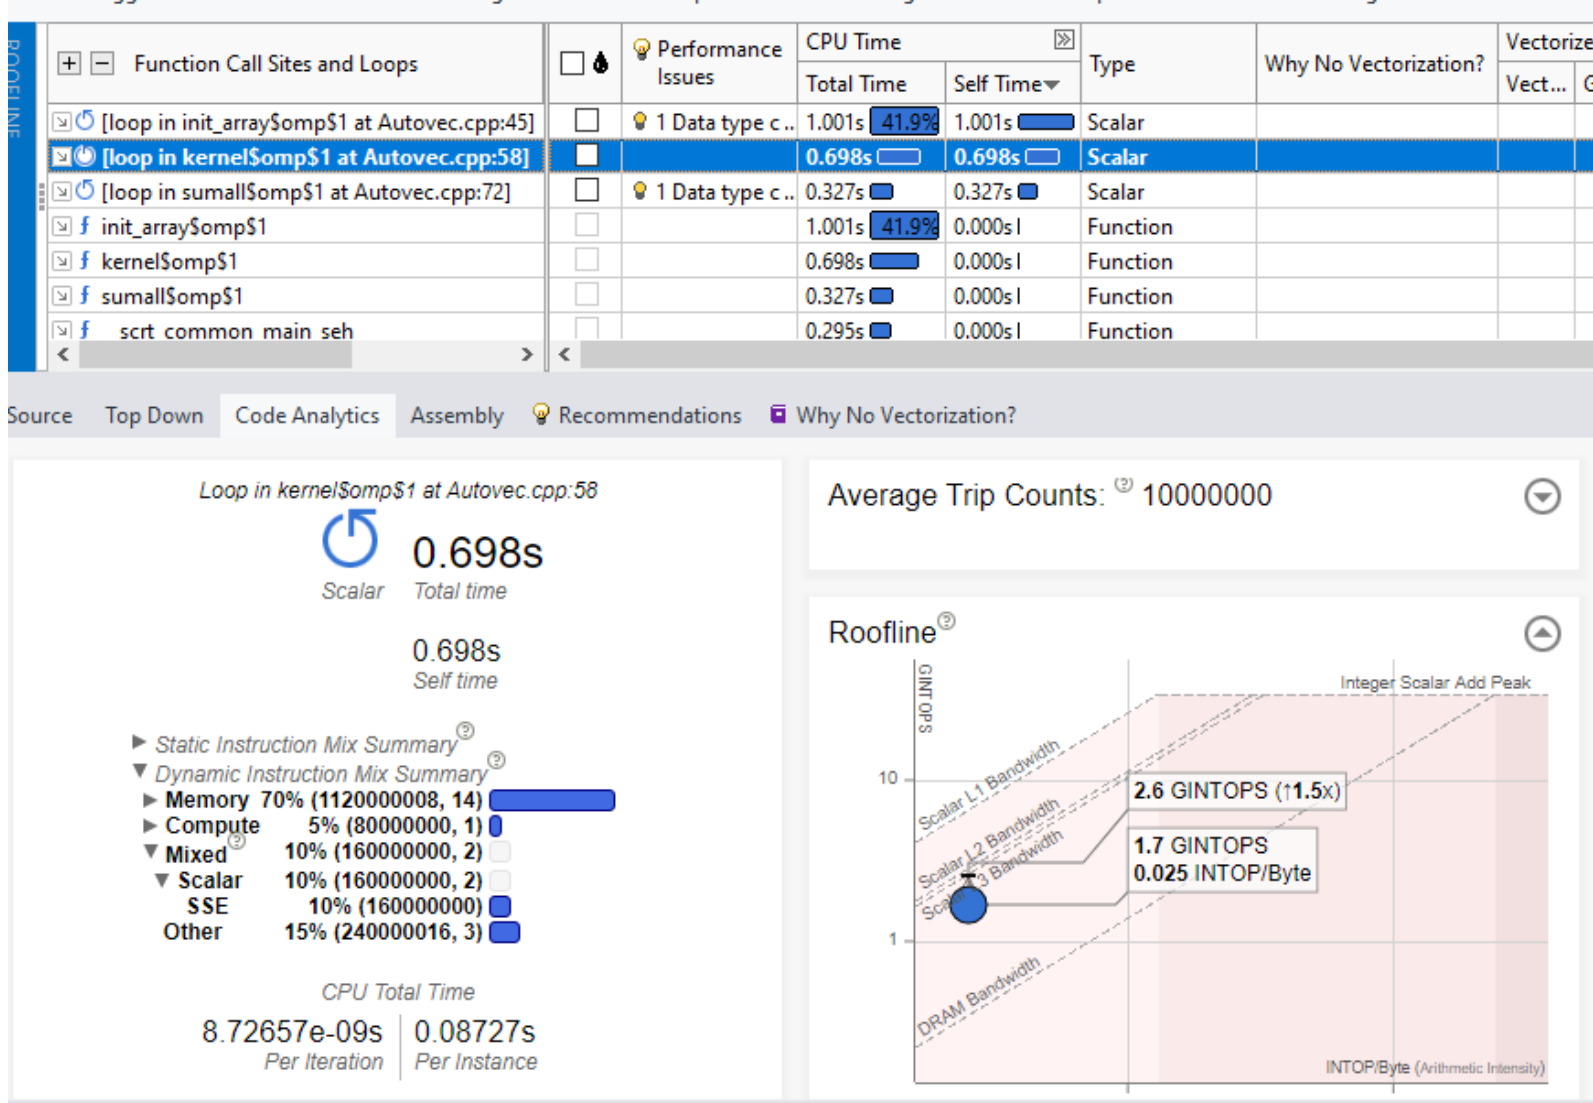 ROOFLINE
Function Call Sites and Loops
Performance Issues
CPU Time
Total Time
Self Time
Type
Why No Vectorization?
Vectorize
Vect...
[loop in init_array$omp$1 at Autovec.cpp:45] 1 Data type c... 1.001s 41.9% 1.001s Scalar
[loop in kernel$omp$1 at Autovec.cpp:58] 0.698s 0.698s Scalar
[loop in sumall$omp$1 at Autovec.cpp:72] 1 Data type c... 0.327s 0.327s Scalar
f init_array$omp$1 1.001s 41.9% 0.000s Function
f kernel$omp$1 0.698s 0.000s Function
f sumall$omp$1 0.327s 0.000s Function
f __scrt_common_main_seh 0.295s 0.000s Function
Source Top Down Code Analytics Assembly Recommendations Why No Vectorization?
Loop in kernel$omp$1 at Autovec.cpp:58
0.698s
Scalar Total time
0.698s
Self time
Static Instruction Mix Summary
Dynamic Instruction Mix Summary
Memory 70% (1120000008, 14)
Compute 5% (80000000, 1)
Mixed 10% (160000000, 2)
Scalar 10% (160000000, 2)
SSE 10% (160000000)
Other 15% (240000016, 3)
CPU Total Time
8.72657e-09s 0.08727s
Per Iteration Per Instance
Average Trip Counts: 10000000
Roofline
GINTOPS
Integer Scalar Add Peak
10
Scalar L1 Bandwidth
2.6 GINTOPS (↑1.5x)
Scalar L2 Bandwidth
Scalar L3 Bandwidth
1.7 GINTOPS
0.025 INTOP/Byte
1
DRAM Bandwidth
INTOP/Byte (Arithmetic Intensity)